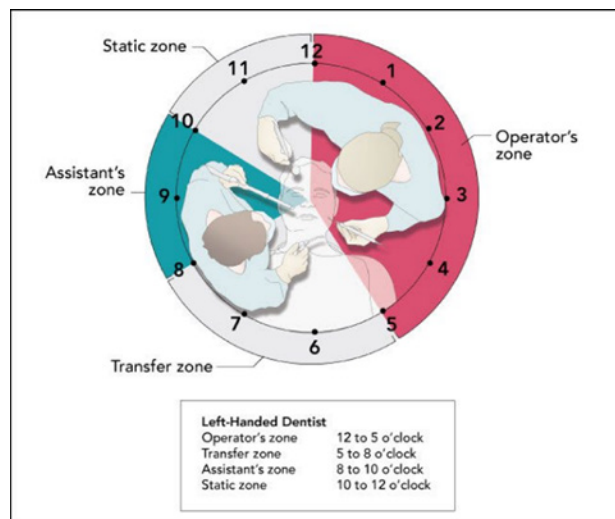 Static zone
12
11
1
10
2
Operator's
zone
Assistant's
zone
9
3
8
4
7
5
6
Transfer zone
Left-Handed Dentist
Operator's zone 12 to 5 o'clock
Transfer zone 5 to 8 o'clock
Assistant's zone 8 to 10 o'clock
Static zone 10 to 12 o'clock